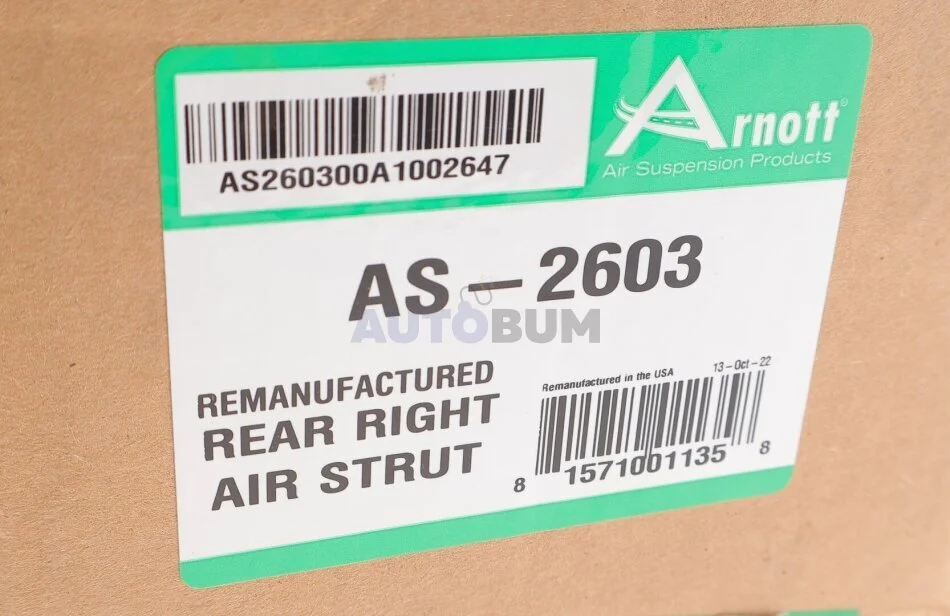 AS260300A1002647
Arnott®
Air Suspension Products
AS-2603
AUTOBUM
REMANUFACTURED
REAR RIGHT
AIR STRUT
Remanufactured in the USA
13-Oct-22
8 1571001135 8